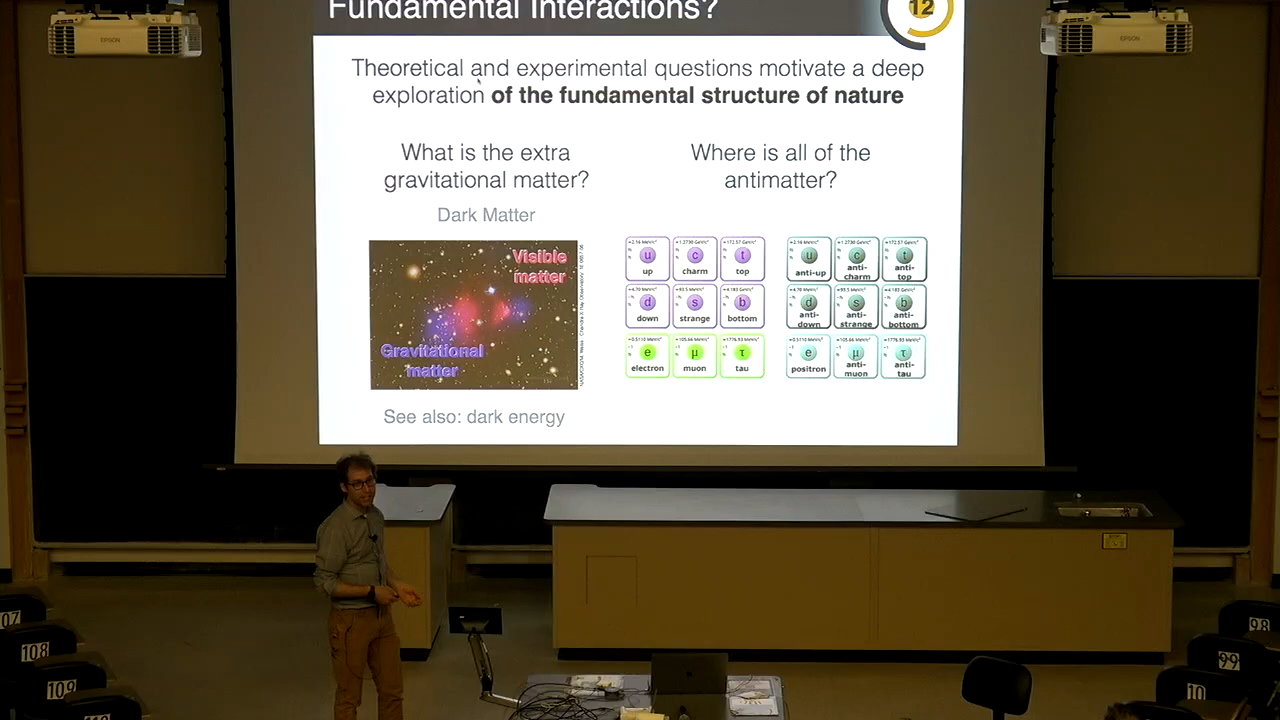 EPSON
Fundamental Interactions?
12
EPSON
Theoretical and experimental questions motivate a deep
exploration of the fundamental structure of nature
What is the extra
gravitational matter?
Where is all of the
antimatter?
Dark Matter
Visible
matter
Gravitational
matter
u
up
c
charm
t
top
d
down
s
strange
b
bottom
e
electron
μ
muon
τ
tau
u
anti-up
c
anti-
charm
t
anti-
top
d
anti-
down
s
anti-
strange
b
anti-
bottom
e
positron
μ
anti-
muon
τ
anti-
tau
See also: dark energy
07
108
109
98
99
10